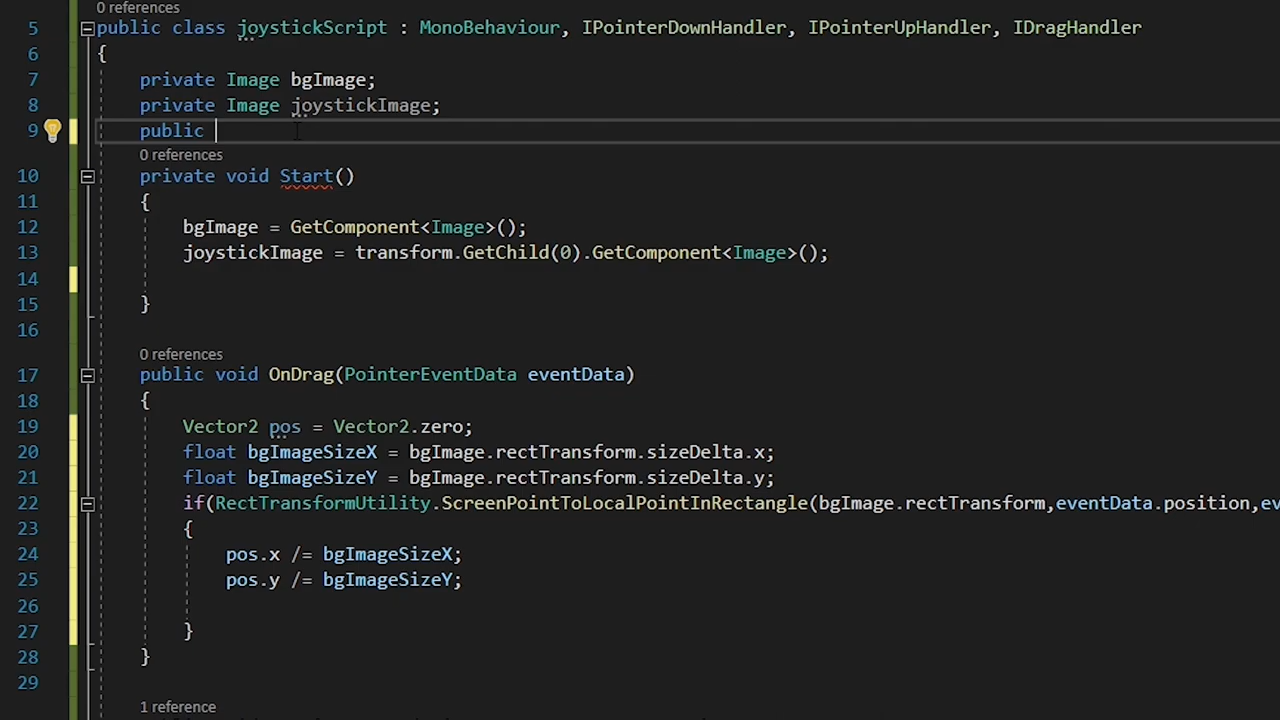 0 references
5 public class joystickScript : MonoBehaviour, IPointerDownHandler, IPointerUpHandler, IDragHandler
6 {
7 private Image bgImage;
8 private Image joystickImage;
9 public
0 references
10 private void Start()
11 {
12 bgImage = GetComponent<Image>();
13 joystickImage = transform.GetChild(0).GetComponent<Image>();
14
15 }
16
0 references
17 public void OnDrag(PointerEventData eventData)
18 {
19 Vector2 pos = Vector2.zero;
20 float bgImageSizeX = bgImage.rectTransform.sizeDelta.x;
21 float bgImageSizeY = bgImage.rectTransform.sizeDelta.y;
22 if(RectTransformUtility.ScreenPointToLocalPointInRectangle(bgImage.rectTransform,eventData.position,ev
23 {
24 pos.x /= bgImageSizeX;
25 pos.y /= bgImageSizeY;
26
27 }
28 }
29
1 reference